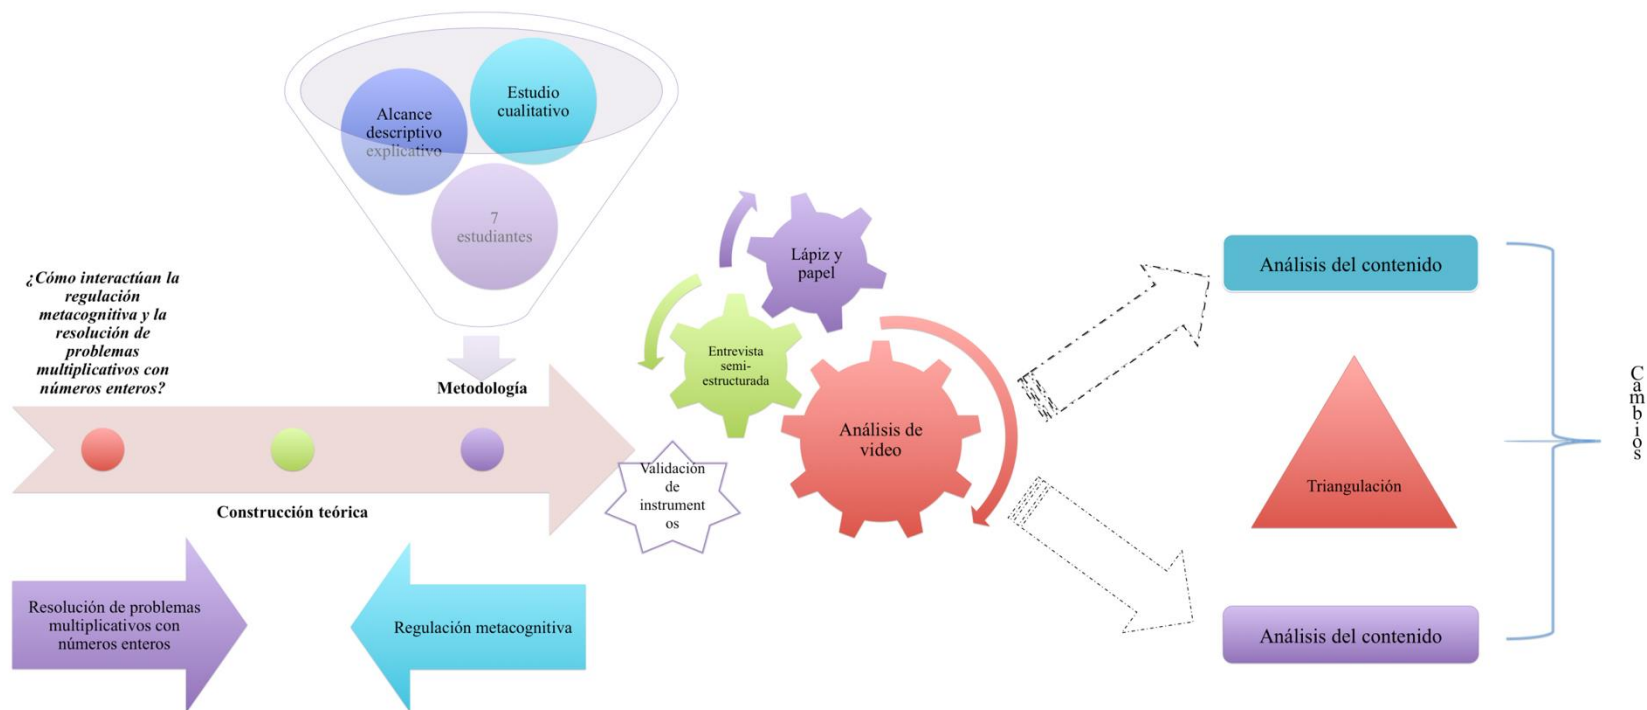 Alcance
descriptivo
explicativo
Estudio
cualitativo
7
estudiantes
¿Cómo interactúan la
regulación
metacognitiva y la
resolución de
problemas
multiplicativos con
números enteros?
Metodología
Construcción teórica
Resolución de problemas
multiplicativos con
números enteros
Regulación metacognitiva
Validación
de
instrument
os
Lápiz y
papel
Entrevista
semi-
estructurada
Análisis de
video
Análisis del contenido
Triangulación
Análisis del contenido
Cambios